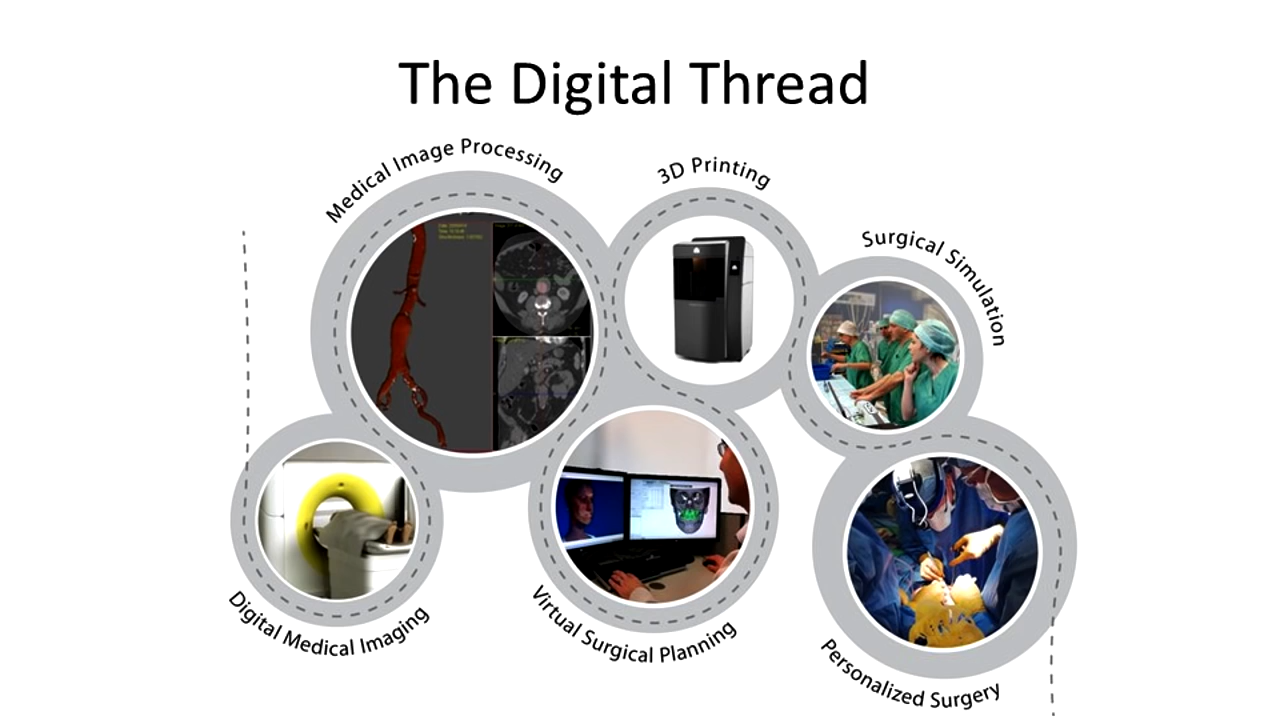 The Digital Thread
Medical Image Processing
3D Printing
Surgical Simulation
Digital Medical Imaging
Virtual Surgical Planning
Personalized Surgery